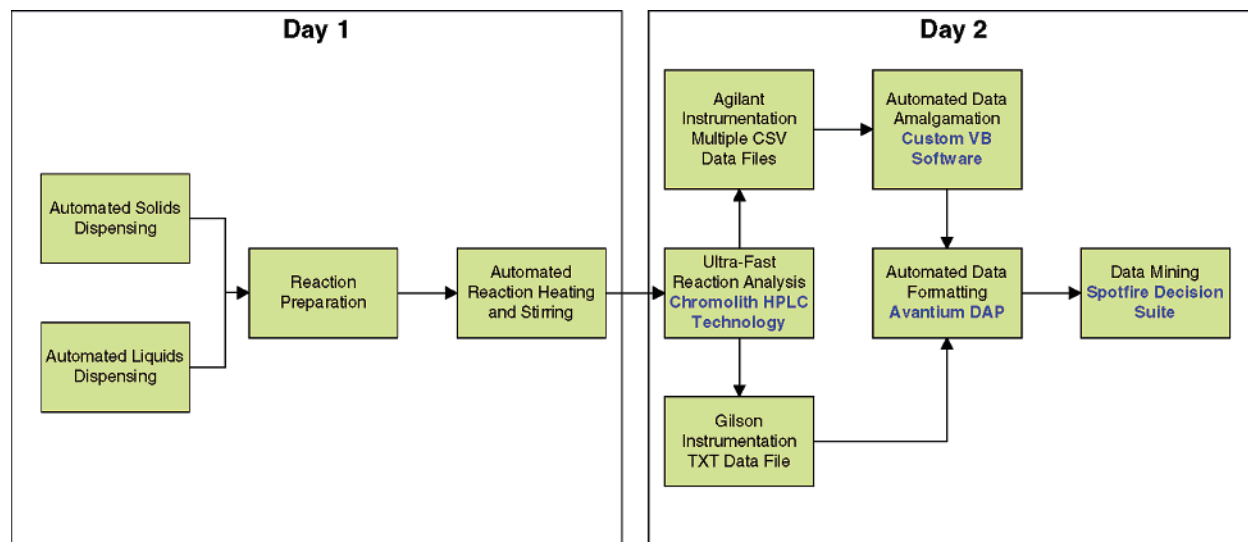 Day 1
Automated Solids
Dispensing
Automated Liquids
Dispensing
Reaction
Preparation
Automated
Reaction Heating
and Stirring
Day 2
Agilant
Instrumentation
Multiple CSV
Data Files
Automated Data
Amalgamation
Custom VB
Software
Ultra-Fast
Reaction Analysis
Chromolith HPLC
Technology
Automated Data
Formatting
Avantium DAP
Data Mining
Spotfire Decision
Suite
Gilson
Instrumentation
TXT Data File